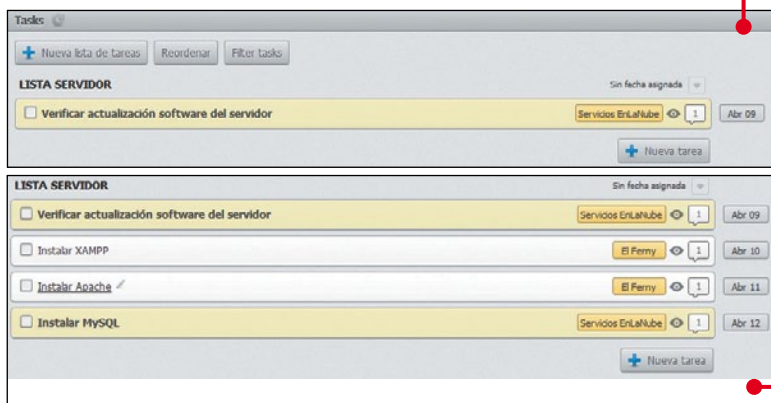 Tasks
Nueva lista de tareas Reordenar Filter tasks
LISTA SERVIDOR Sin fecha asignada
Verificar actualización software del servidor Servicios EnLaNube 1 Abr 09
Nueva tarea
LISTA SERVIDOR Sin fecha asignada
Verificar actualización software del servidor Servicios EnLaNube 1 Abr 09
Instalar XAMPP El Ferny 1 Abr 10
Instalar Apache El Ferny 1 Abr 11
Instalar MySQL Servicios EnLaNube 1 Abr 12
Nueva tarea